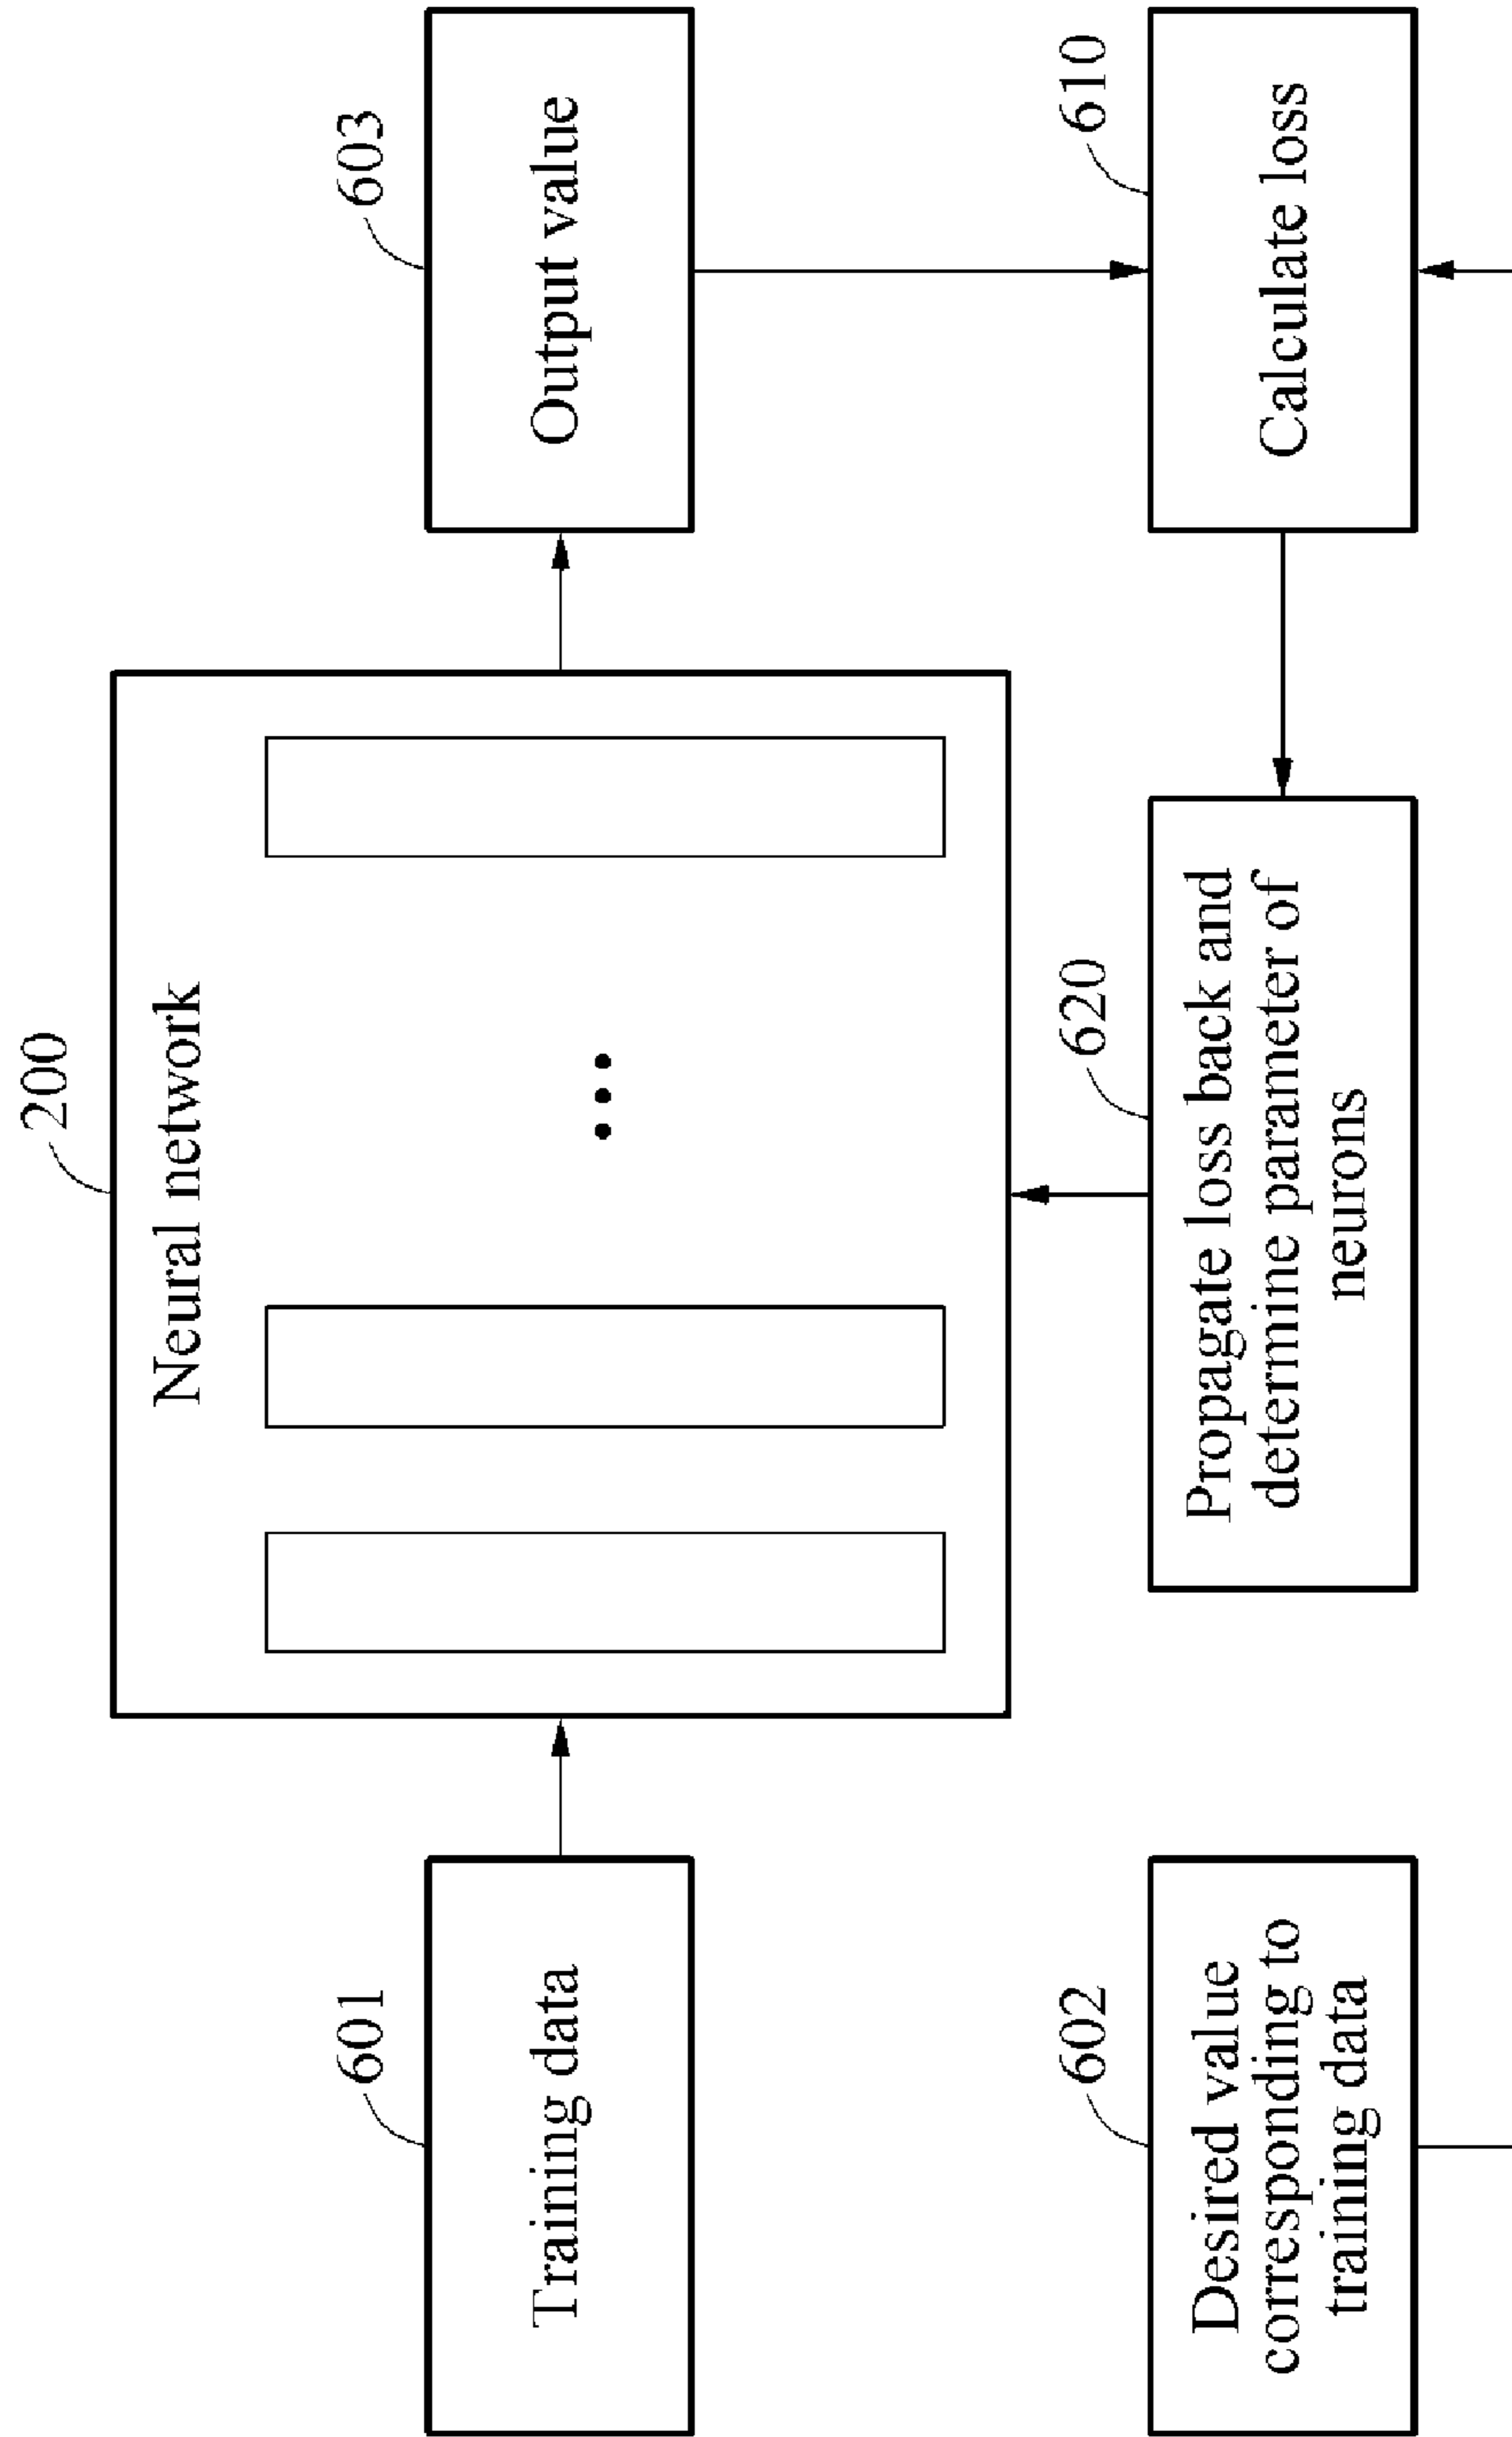 200
Neural network
601
Training data
603
Output value
602
Desired value
corresponding to
training data
620
Propagate loss back and
determine parameter of
neurons
610
Calculate loss